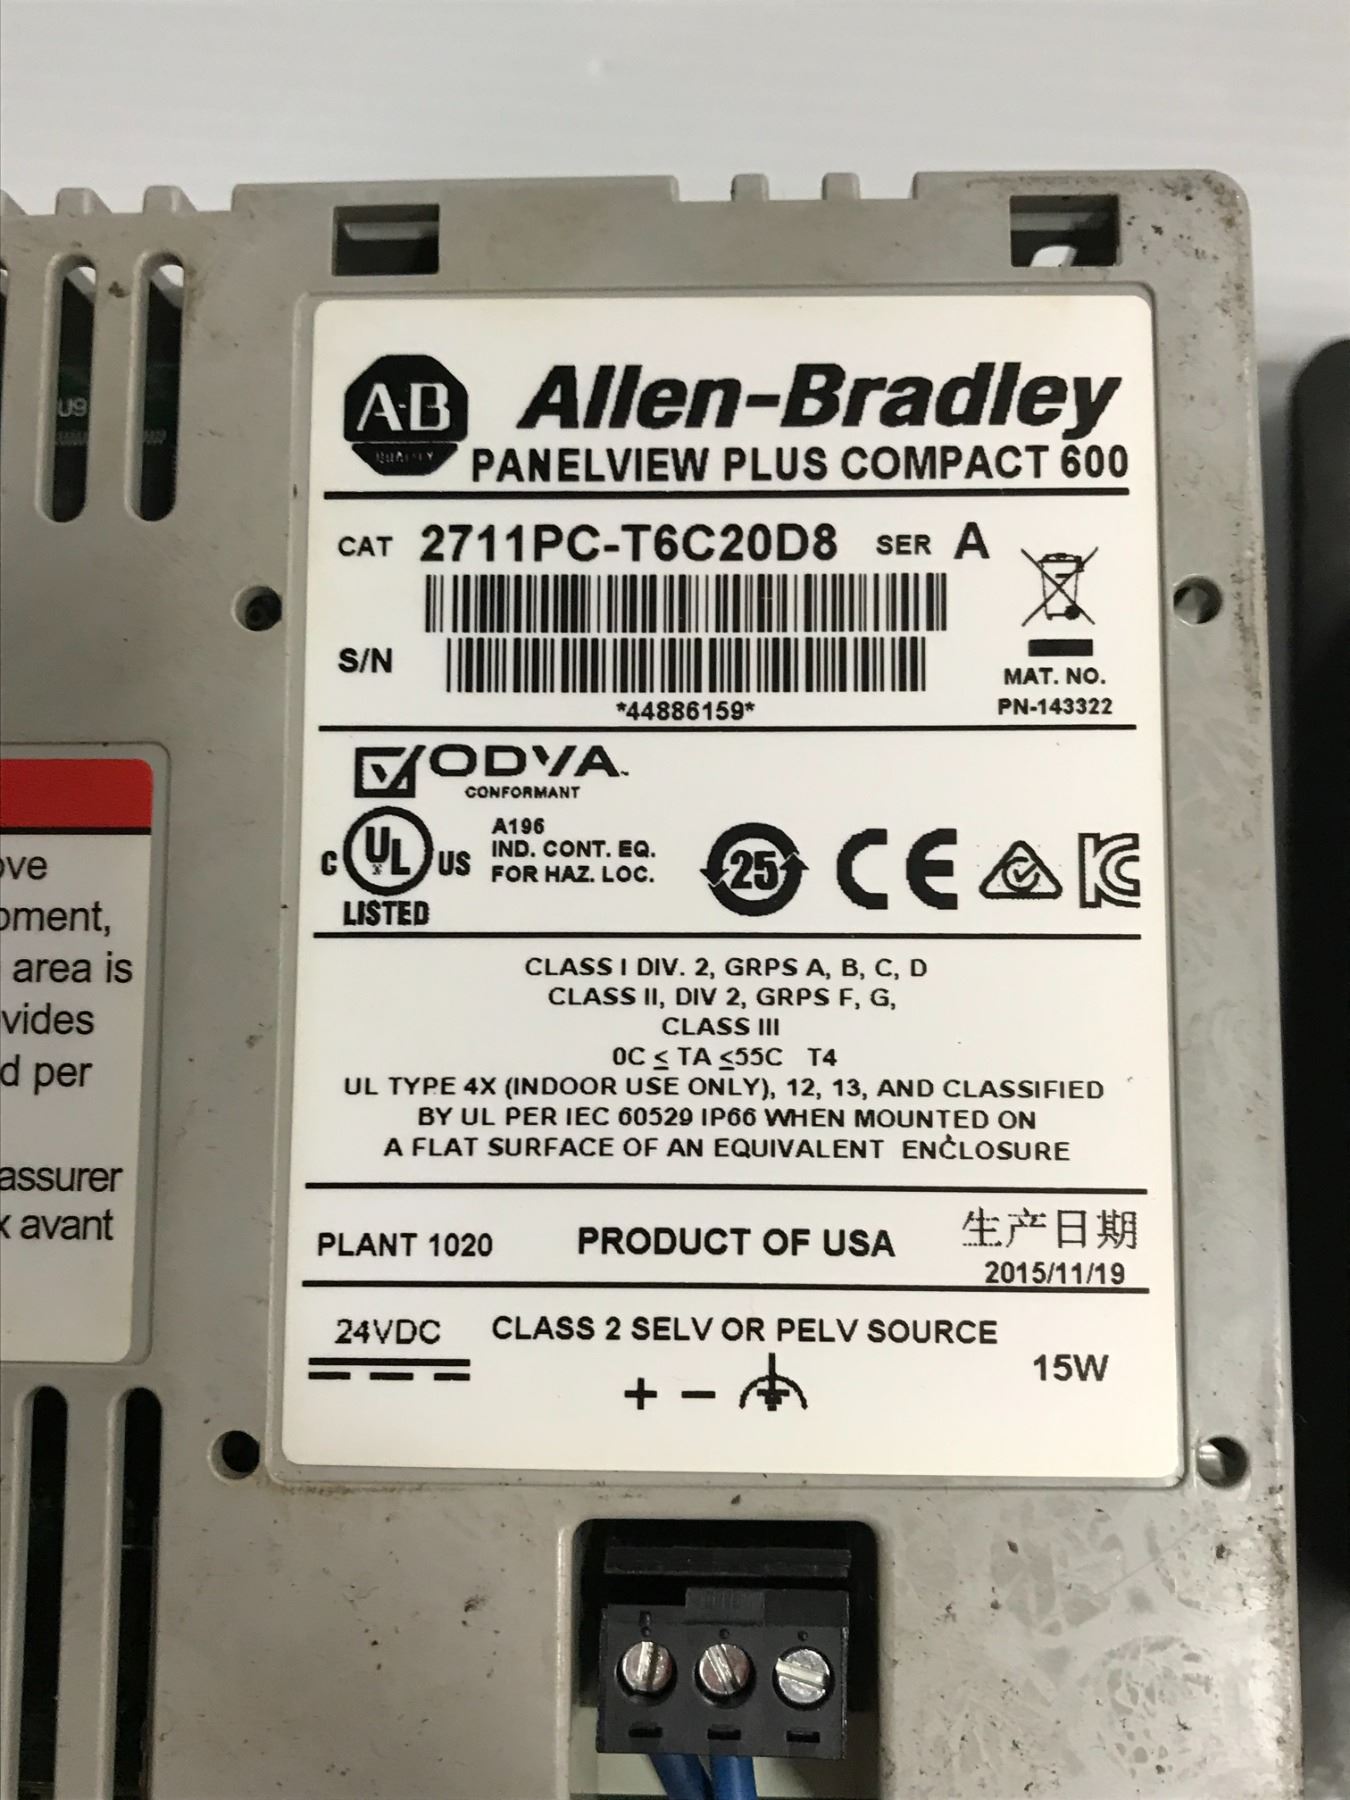 U9
A-B
QUALITY
Allen-Bradley
PANELVIEW PLUS COMPACT 600
CAT 2711PC-T6C20D8 SER A
S/N
*44886159*
MAT. NO.
PN-143322
ODVA
CONFORMANT
C UL US
LISTED
A196
IND. CONT. EQ.
FOR HAZ. LOC.
25
CE
KC
CLASS I DIV. 2, GRPS A, B, C, D
CLASS II, DIV 2, GRPS F, G,
CLASS III
0C ≤ TA ≤55C T4
UL TYPE 4X (INDOOR USE ONLY), 12, 13, AND CLASSIFIED
BY UL PER IEC 60529 IP66 WHEN MOUNTED ON
A FLAT SURFACE OF AN EQUIVALENT ENCLOSURE
PLANT 1020
PRODUCT OF USA
生产日期
2015/11/19
24VDC
CLASS 2 SELV OR PELV SOURCE
15W
+ −
ove
pment,
area is
vides
d per
assurer
x avant